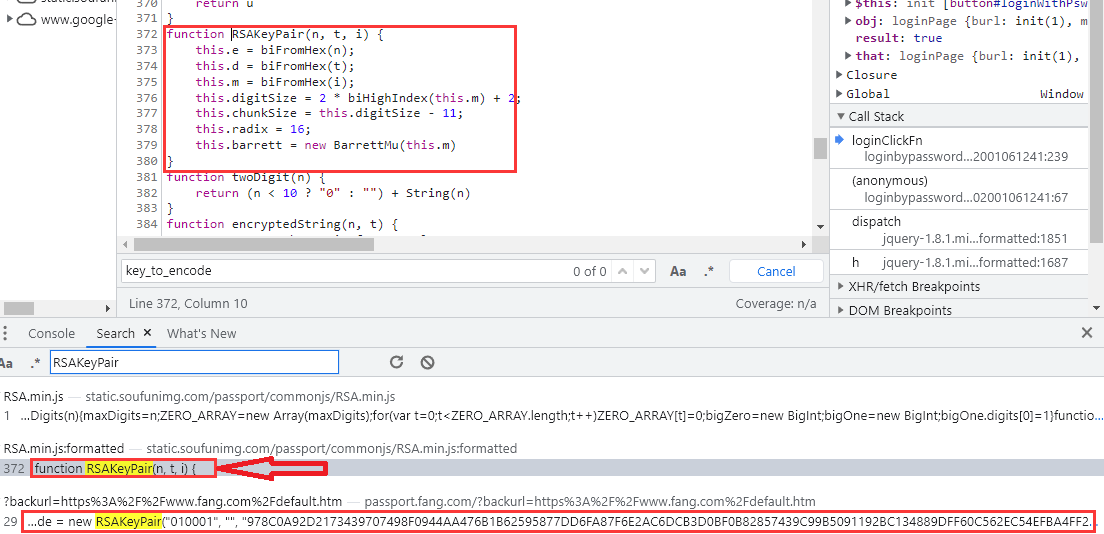 static.soufunimg.co
www.google-
370 return u
371 }
372 function RSAKeyPair(n, t, i) {
373 this.e = biFromHex(n);
374 this.d = biFromHex(t);
375 this.m = biFromHex(i);
376 this.digitSize = 2 * biHighIndex(this.m) + 2;
377 this.chunkSize = this.digitSize - 11;
378 this.radix = 16;
379 this.barrett = new BarrettMu(this.m)
380 }
381 function twoDigit(n) {
382 return (n < 10 ? "0" : "") + String(n)
383 }
384 function encryptedString(n, t) {
key_to_encode 0 of 0 Aa .* Cancel
Line 372, Column 10 Coverage: n/a
$this: init [button#loginWithPsw
obj: loginPage {burl: init(1), m
result: true
that: loginPage {burl: init(1),
Closure
Global Window
Call Stack
loginClickFn
loginbypassword…2001061241:239
(anonymous)
loginbypassword…02001061241:67
dispatch
jquery-1.8.1.mi…formatted:1851
h jquery-1.8.1.mi…formatted:1687
XHR/fetch Breakpoints
DOM Breakpoints
Console Search × What's New
Aa .* RSAKeyPair
RSA.min.js — static.soufunimg.com/passport/commonjs/RSA.min.js
1 …Digits(n){maxDigits=n;ZERO_ARRAY=new Array(maxDigits);for(var t=0;t<ZERO_ARRAY.length;t++)ZERO_ARRAY[t]=0;bigZero=new BigInt;bigOne=new BigInt;bigOne.digits[0]=1}functio…
RSA.min.js:formatted — static.soufunimg.com/passport/commonjs/RSA.min.js:formatted
372 function RSAKeyPair(n, t, i) {
?backurl=https%3A%2F%2Fwww.fang.com%2Fdefault.htm — passport.fang.com/?backurl=https%3A%2F%2Fwww.fang.com%2Fdefault.htm
29 …de = new RSAKeyPair("010001", "", "978C0A92D2173439707498F0944AA476B1B62595877DD6FA87F6E2AC6DCB3D0BF0B82857439C99B5091192BC134889DFF60C562EC54EFBA4FF2…